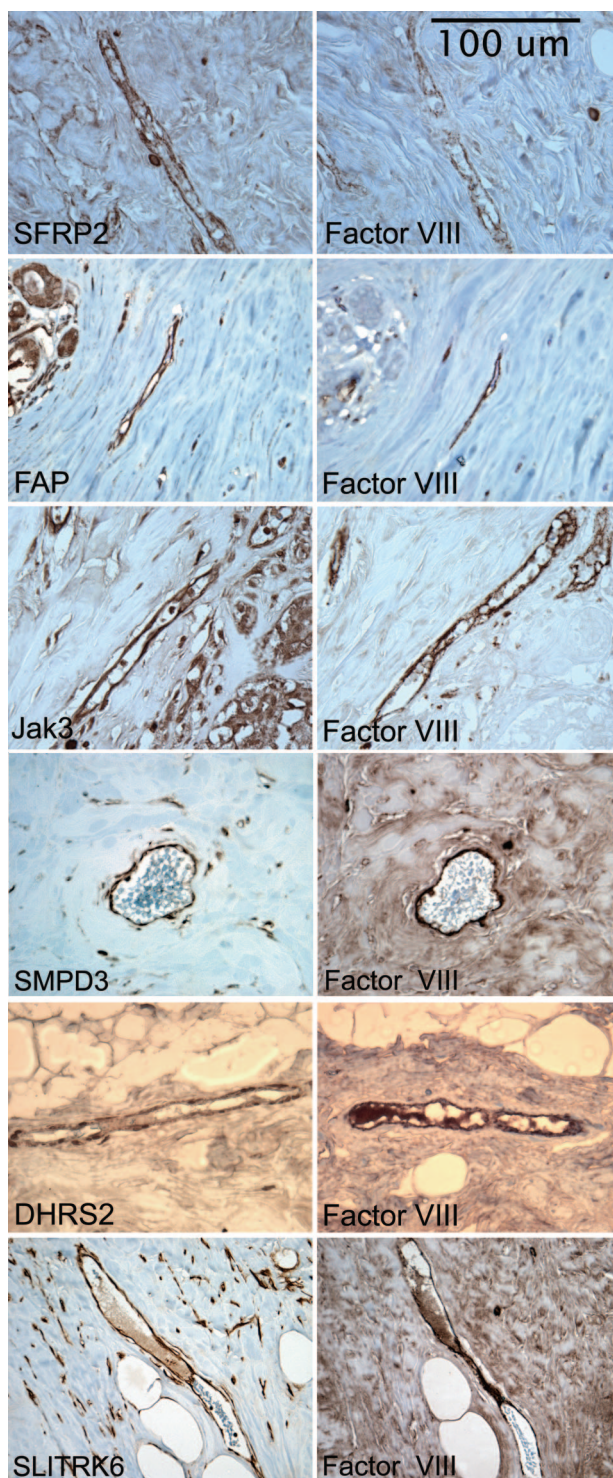 100 um
SFRP2
Factor VIII
FAP
Factor VIII
Jak3
Factor VIII
SMPD3
Factor VIII
DHRS2
Factor VIII
SLITRK6
Factor VIII